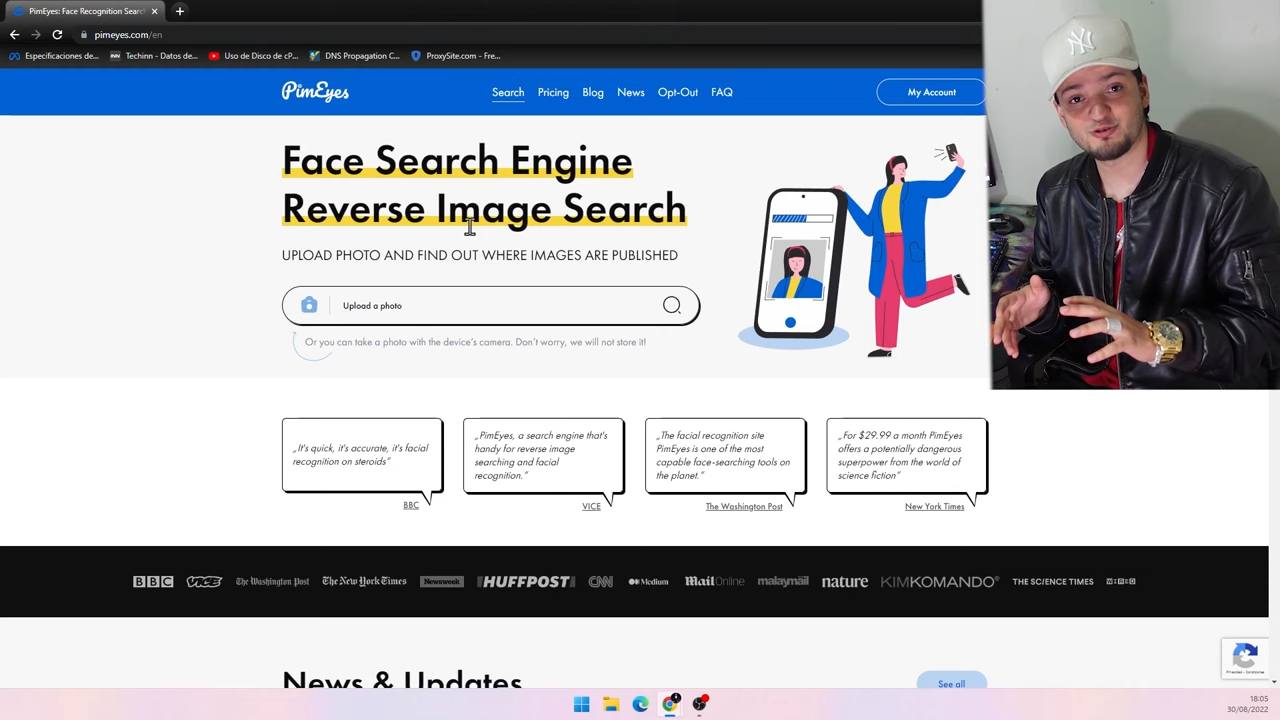 PimEyes: Face Recognition Searc
pimeyes.com/en
Especificaciones de...
Techinn - Datos de...
Uso de Disco de cP...
DNS Propagation C...
ProxySite.com - Fre...
PimEyes
Search
Pricing
Blog
News
Opt-Out
FAQ
My Account
Face Search Engine
Reverse Image Search
UPLOAD PHOTO AND FIND OUT WHERE IMAGES ARE PUBLISHED
Upload a photo
Or you can take a photo with the device's camera. Don't worry, we will not store it!
„It's quick, it's accurate, it's facial
recognition on steroids”
BBC
„PimEyes, a search engine that's
handy for reverse image
searching and facial
recognition.”
VICE
„The facial recognition site
PimEyes is one of the most
capable face-searching tools on
the planet.”
The Washington Post
„For $29.99 a month PimEyes
offers a potentially dangerous
superpower from the world of
science fiction”
New York Times
BBC
VICE
The Washington Post
The New York Times
Newsweek
HUFFPOST
CNN
Medium
Mail Online
malaymail
nature
KIMKOMANDO®
THE SCIENCE TIMES
WIRED
News & Updates
See all
18:05
30/08/2022